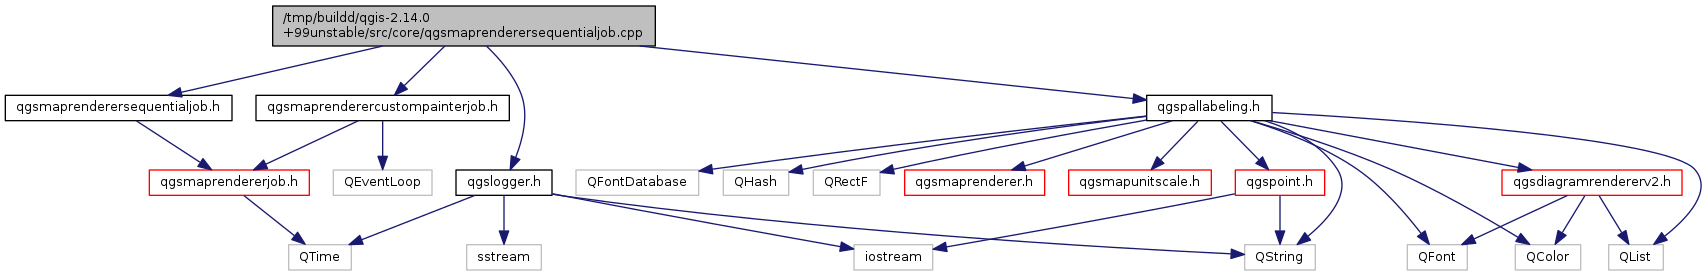 /tmp/buildd/qgis-2.14.0
+99unstable/src/core/qgsmaprenderersequentialjob.cpp
qgsmaprenderersequentialjob.h
qgsmaprenderercustompainterjob.h
qgspallabeling.h
qgsmaprendererjob.h
QEventLoop
qgslogger.h
QFontDatabase
QHash
QRectF
qgsmaprenderer.h
qgsmapunitscale.h
qgspoint.h
qgsdiagramrendererv2.h
QTime
sstream
iostream
QString
QFont
QColor
QList